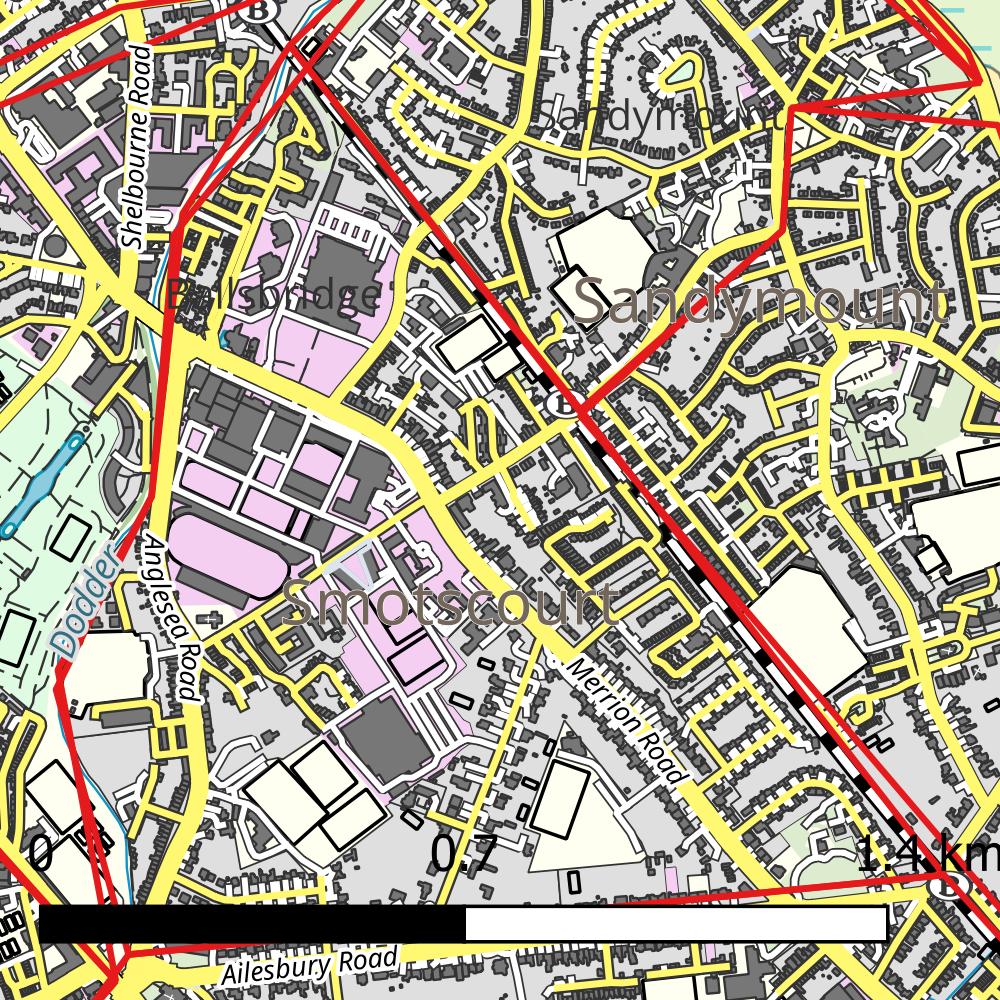 B
Shelbourne Road
Sandymount
Ballsbridge
Sandymount
B
Dodder
Anglesea Road
Smotscourt
Merrion Road
0
0.7
1.4 km
B
Ailesbury Road